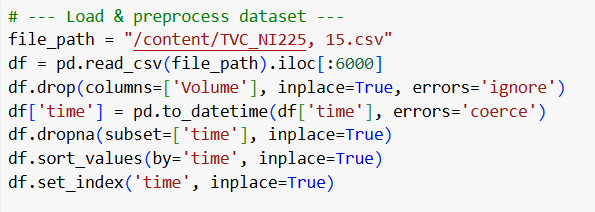 # --- Load & preprocess dataset ---
file_path = "/content/TVC_NI225, 15.csv"
df = pd.read_csv(file_path).iloc[:6000]
df.drop(columns=['Volume'], inplace=True, errors='ignore')
df['time'] = pd.to_datetime(df['time'], errors='coerce')
df.dropna(subset=['time'], inplace=True)
df.sort_values(by='time', inplace=True)
df.set_index('time', inplace=True)